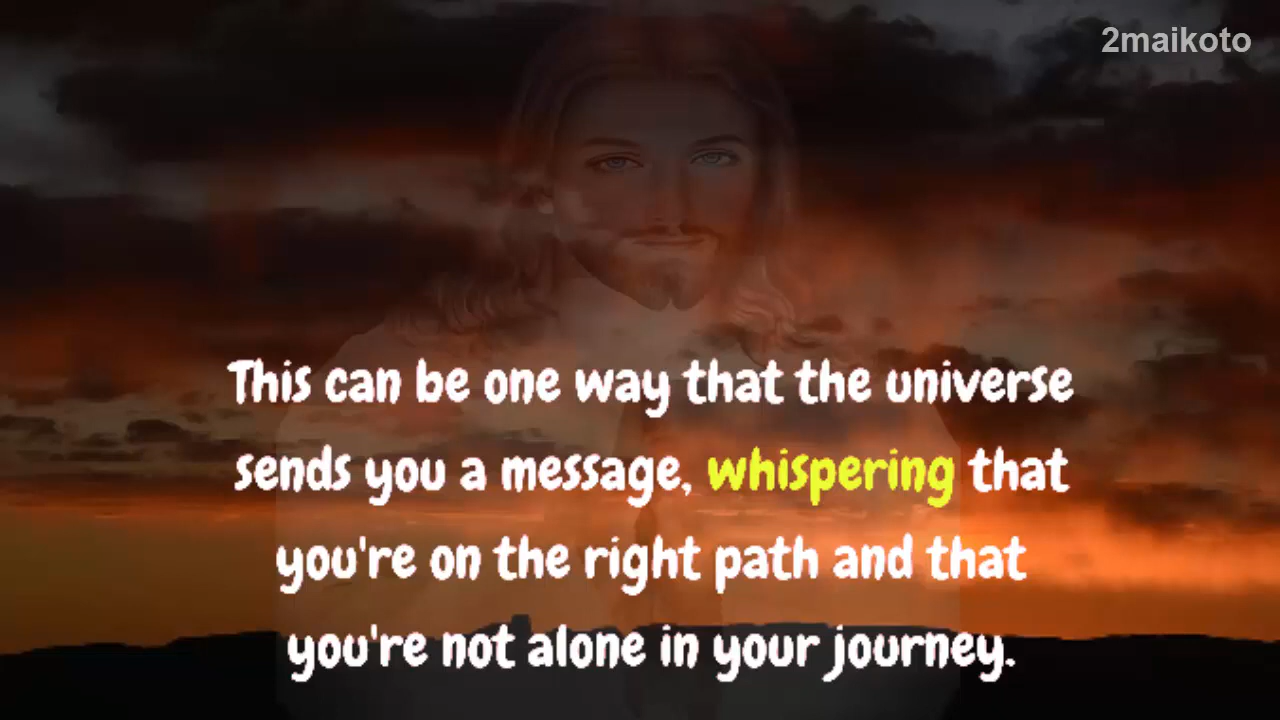 2maikoto
This can be one way that the universe
sends you a message, whispering that
you're on the right path and that
you're not alone in your journey.